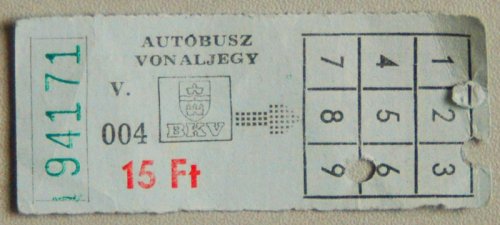 194171
AUTÓBUSZ
VONALJEGY
V.
004
BKV
15 Ft
1 2 3
4 5 6
7 8 9